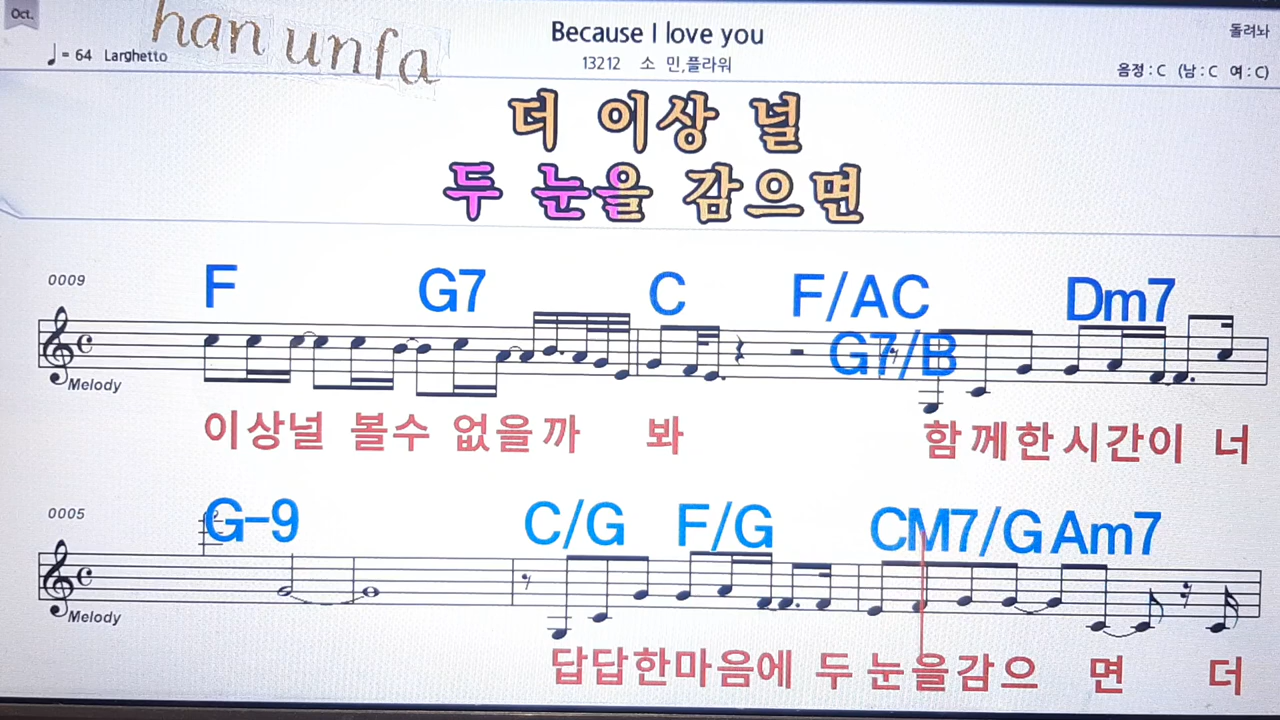 Oct.
han unfa
Because I love you
돌려놔
♩= 64 Larghetto
13212 소 민,플라워
음정 : C (남 : C 여 : C)
더 이상 널
두 눈을 감으면
0009
F G7 C F/AC Dm7
G7/B
Melody
이상널 볼수 없을까 봐 함께한시간이 너
0005
G-9 C/G F/G CM7/G Am7
Melody
답답한마음에 두눈을감으 면 더